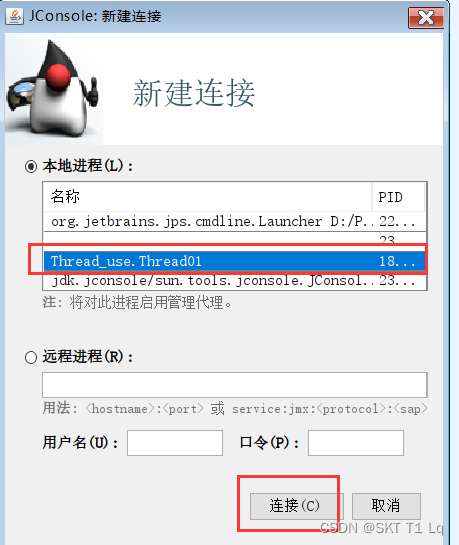 JConsole: 新建连接
新建连接
本地进程(L):
名称 PID
org.jetbrains.jps.cmdline.Launcher D:/P... 22...
23...
Thread_use.Thread01 18...
jdk.jconsole/sun.tools.jconsole.JConsol... 23...
注: 将对此进程启用管理代理。
远程进程(R):
用法: <hostname>:<port> 或 service:jmx:<protocol>:<sap>
用户名(U): 口令(P):
连接(C) 取消
CSDN @SKT T1 Lq